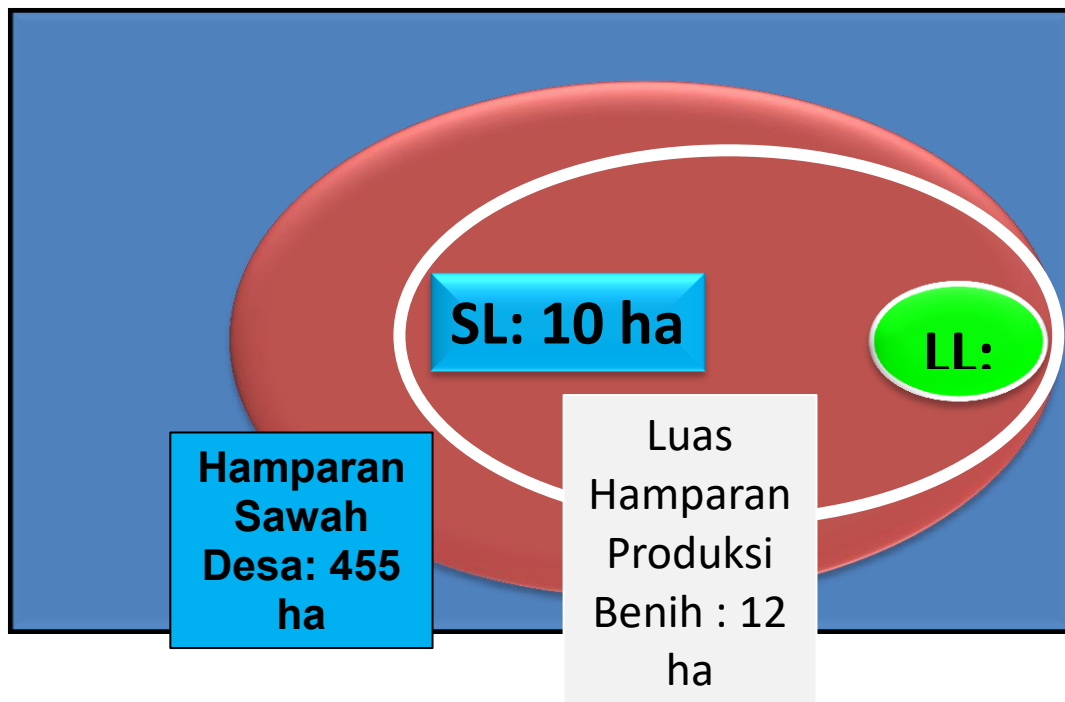 SL: 10 ha
LL:
Luas
Hamparan
Produksi
Benih : 12
ha
Hamparan
Sawah
Desa: 455
ha